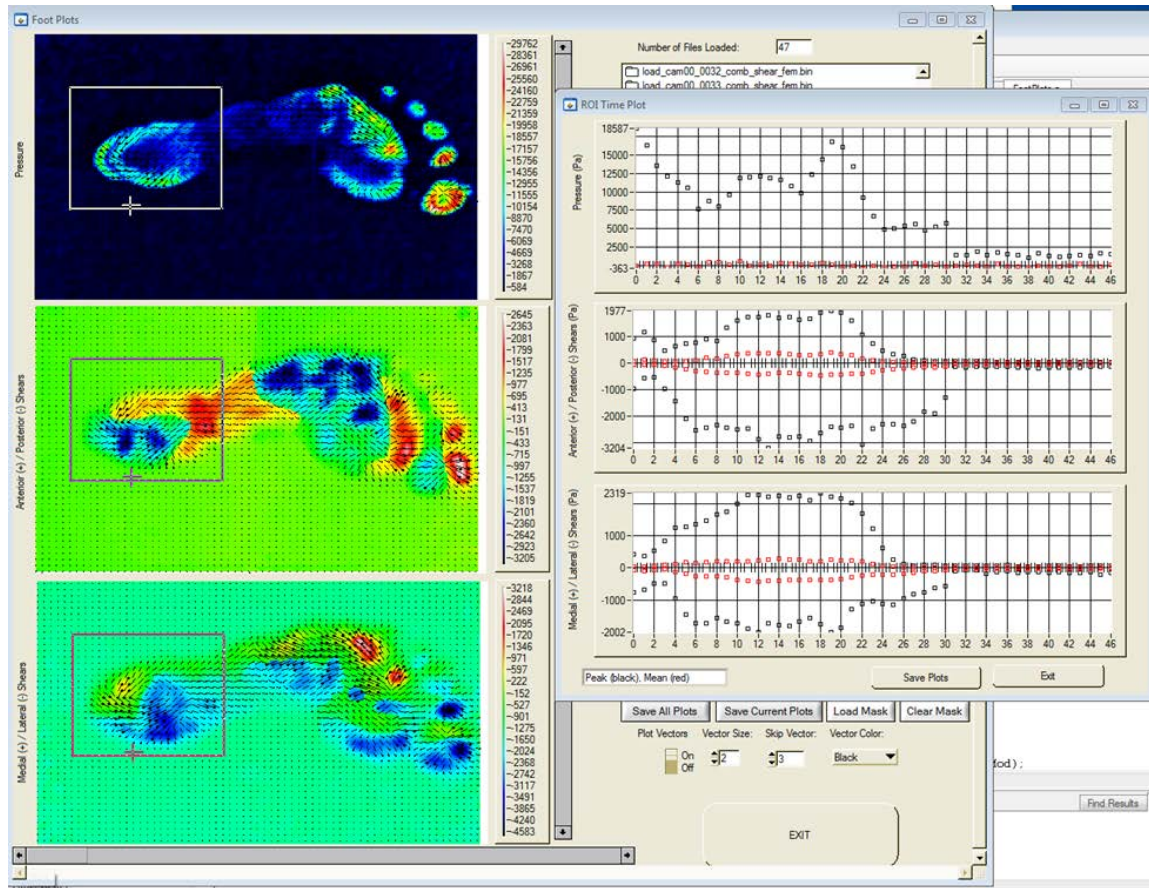 Foot Plots
Number of Files Loaded: 47
load_cam00_0032_comb_shear_fem.bin
load_cam00_0033_comb_shear_fem.bin
Pressure
29762
28361
26961
25560
24160
22759
21359
19958
18557
17157
15756
14356
12955
11555
10154
8870
7470
6069
4669
3268
1867
584
Anterioir (+) / Posterior (-) Shears
2645
2363
2081
1799
1517
1235
977
695
413
131
-151
-433
-715
-997
-1255
-1537
-1819
-2101
-2360
-2642
-2923
-3205
Medial (+) / Lateral (-) Shears
3218
2844
2469
2095
1720
1346
971
597
222
-152
-527
-901
-1275
-1650
-2024
-2368
-2742
-3117
-3491
-3865
-4240
-4583
ROI Time Plot
Pressure (Pa)
18587
15000
12500
10000
7500
5000
2500
-363
0 2 4 6 8 10 12 14 16 18 20 22 24 26 28 30 32 34 36 38 40 42 44 46
Anterior (+) / Posterior (-) Shears (Pa)
1977
1000
0
-1000
-2000
-3204
0 2 4 6 8 10 12 14 16 18 20 22 24 26 28 30 32 34 36 38 40 42 44 46
Medial (+) / Lateral (-) Shears (Pa)
2319
1000
0
-1000
-2002
0 2 4 6 8 10 12 14 16 18 20 22 24 26 28 30 32 34 36 38 40 42 44 46
Peak (black), Mean (red)
Save Plots
Exit
Save All Plots
Save Current Plots
Load Mask
Clear Mask
Plot Vectors
On
Off
Vector Size:
2
Skip Vector:
3
Vector Color:
Black
EXIT
Find Results